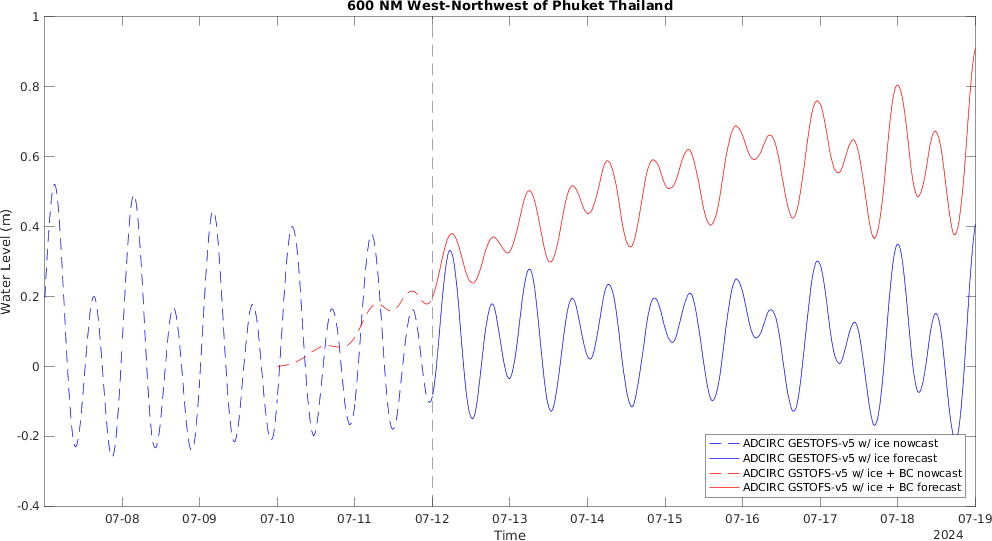 600 NM West-Northwest of Phuket Thailand
1
0.8
0.6
0.4
0.2
0
-0.2
-0.4
Water Level (m)
ADCIRC GESTOFS-v5 w/ ice nowcast
ADCIRC GESTOFS-v5 w/ ice forecast
ADCIRC GSTOFS-v5 w/ ice + BC nowcast
ADCIRC GSTOFS-v5 w/ ice + BC forecast
07-08 07-09 07-10 07-11 07-12 07-13 07-14 07-15 07-16 07-17 07-18 07-19
Time
2024